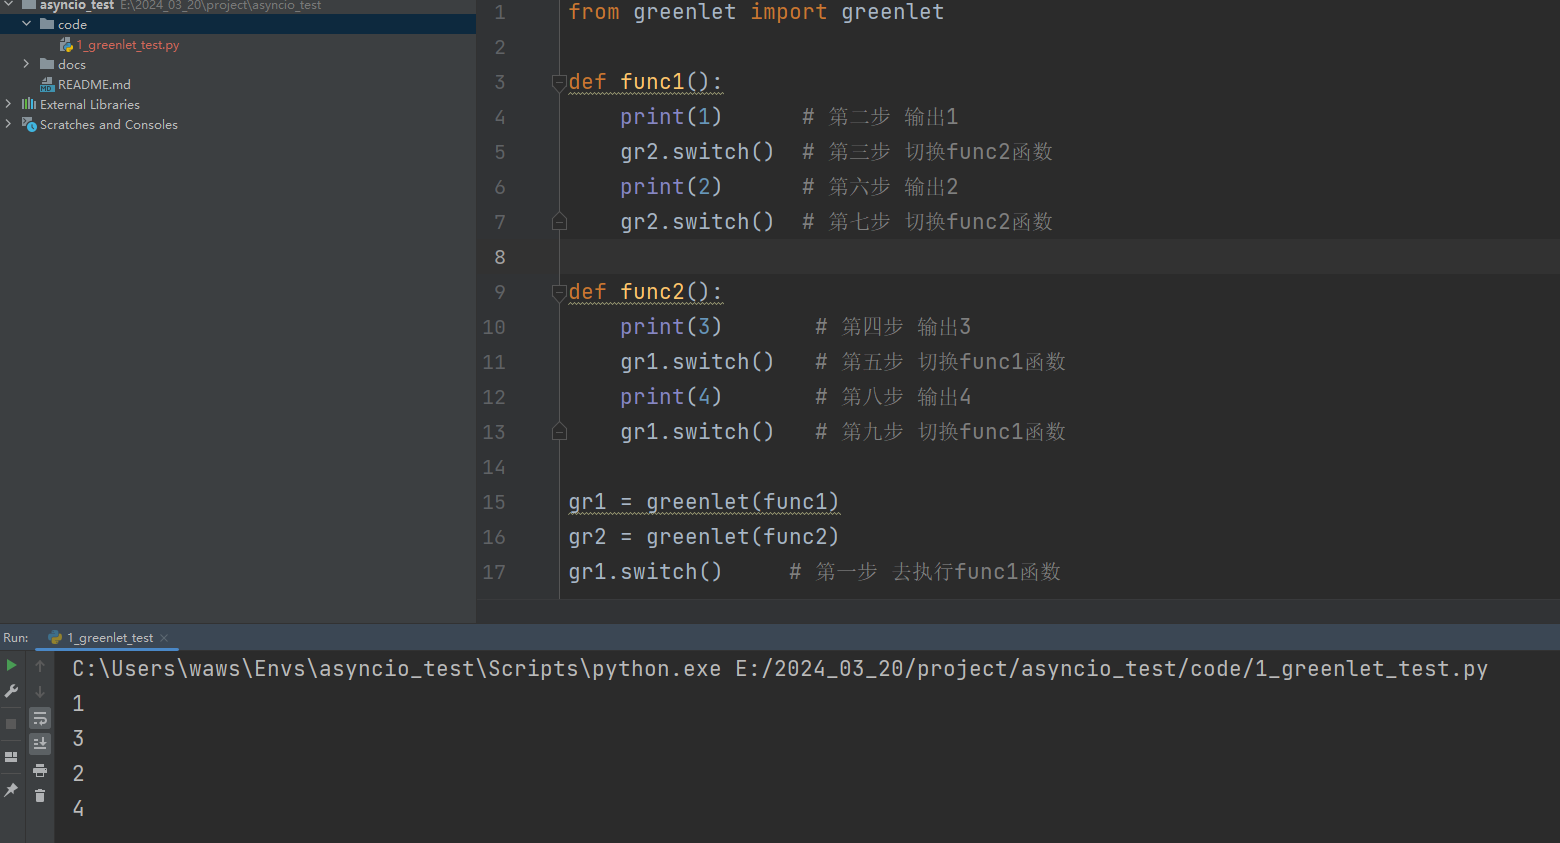 asyncio_test E:\2024_03_20\project\asyncio_test
code
1_greenlet_test.py
docs
README.md
External Libraries
Scratches and Consoles
1 from greenlet import greenlet
2
3 def func1():
4 print(1) # 第二步 输出1
5 gr2.switch() # 第三步 切换func2函数
6 print(2) # 第六步 输出2
7 gr2.switch() # 第七步 切换func2函数
8
9 def func2():
10 print(3) # 第四步 输出3
11 gr1.switch() # 第五步 切换func1函数
12 print(4) # 第八步 输出4
13 gr1.switch() # 第九步 切换func1函数
14
15 gr1 = greenlet(func1)
16 gr2 = greenlet(func2)
17 gr1.switch() # 第一步 去执行func1函数
Run: 1_greenlet_test
C:\Users\waws\Envs\asyncio_test\Scripts\python.exe E:/2024_03_20/project/asyncio_test/code/1_greenlet_test.py
1
3
2
4